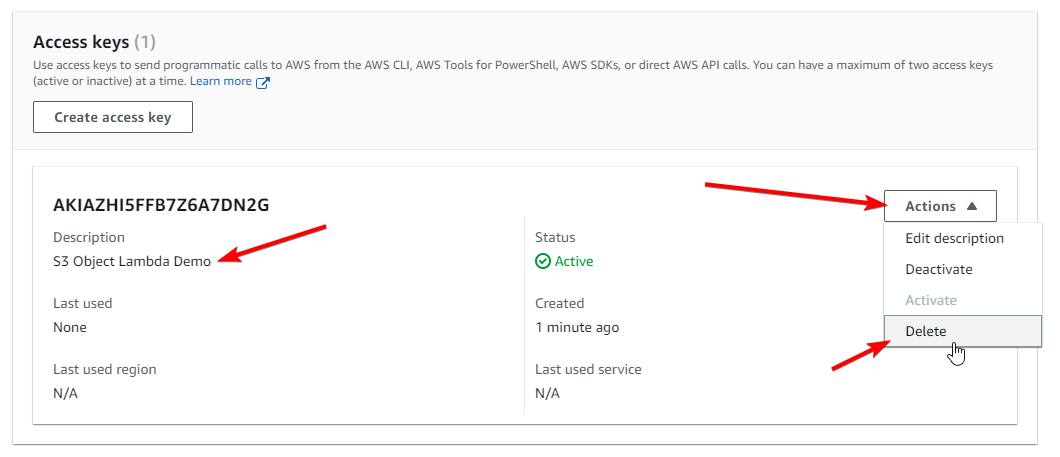 Access keys (1)
Use access keys to send programmatic calls to AWS from the AWS CLI, AWS Tools for PowerShell, AWS SDKs, or direct AWS API calls. You can have a maximum of two access keys
(active or inactive) at a time. Learn more
Create access key
AKIAZHI5FFB7Z6A7DN2G
Actions
Description
S3 Object Lambda Demo
Status
Active
Edit description
Deactivate
Activate
Delete
Last used
None
Created
1 minute ago
Last used region
N/A
Last used service
N/A